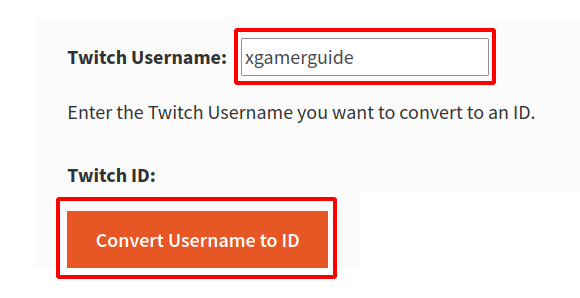 Twitch Username: xgamerguide
Enter the Twitch Username you want to convert to an ID.
Twitch ID:
Convert Username to ID